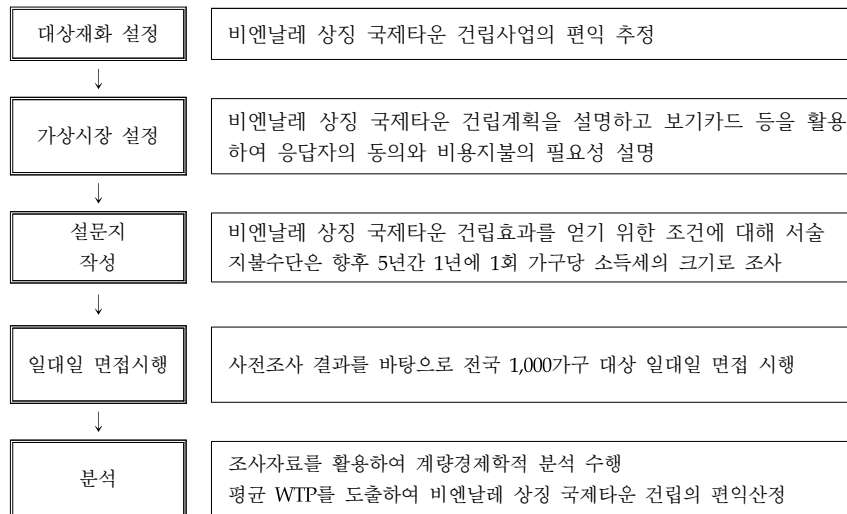 대상재화 설정
비엔날레 상징 국제타운 건립사업의 편익 추정
↓
가상시장 설정
비엔날레 상징 국제타운 건립계획을 설명하고 보기카드 등을 활용
하여 응답자의 동의와 비용지불의 필요성 설명
↓
설문지
작성
비엔날레 상징 국제타운 건립효과를 얻기 위한 조건에 대해 서술
지불수단은 향후 5년간 1년에 1회 가구당 소득세의 크기로 조사
↓
일대일 면접시행
사전조사 결과를 바탕으로 전국 1,000가구 대상 일대일 면접 시행
↓
분석
조사자료를 활용하여 계량경제학적 분석 수행
평균 WTP를 도출하여 비엔날레 상징 국제타운 건립의 편익산정